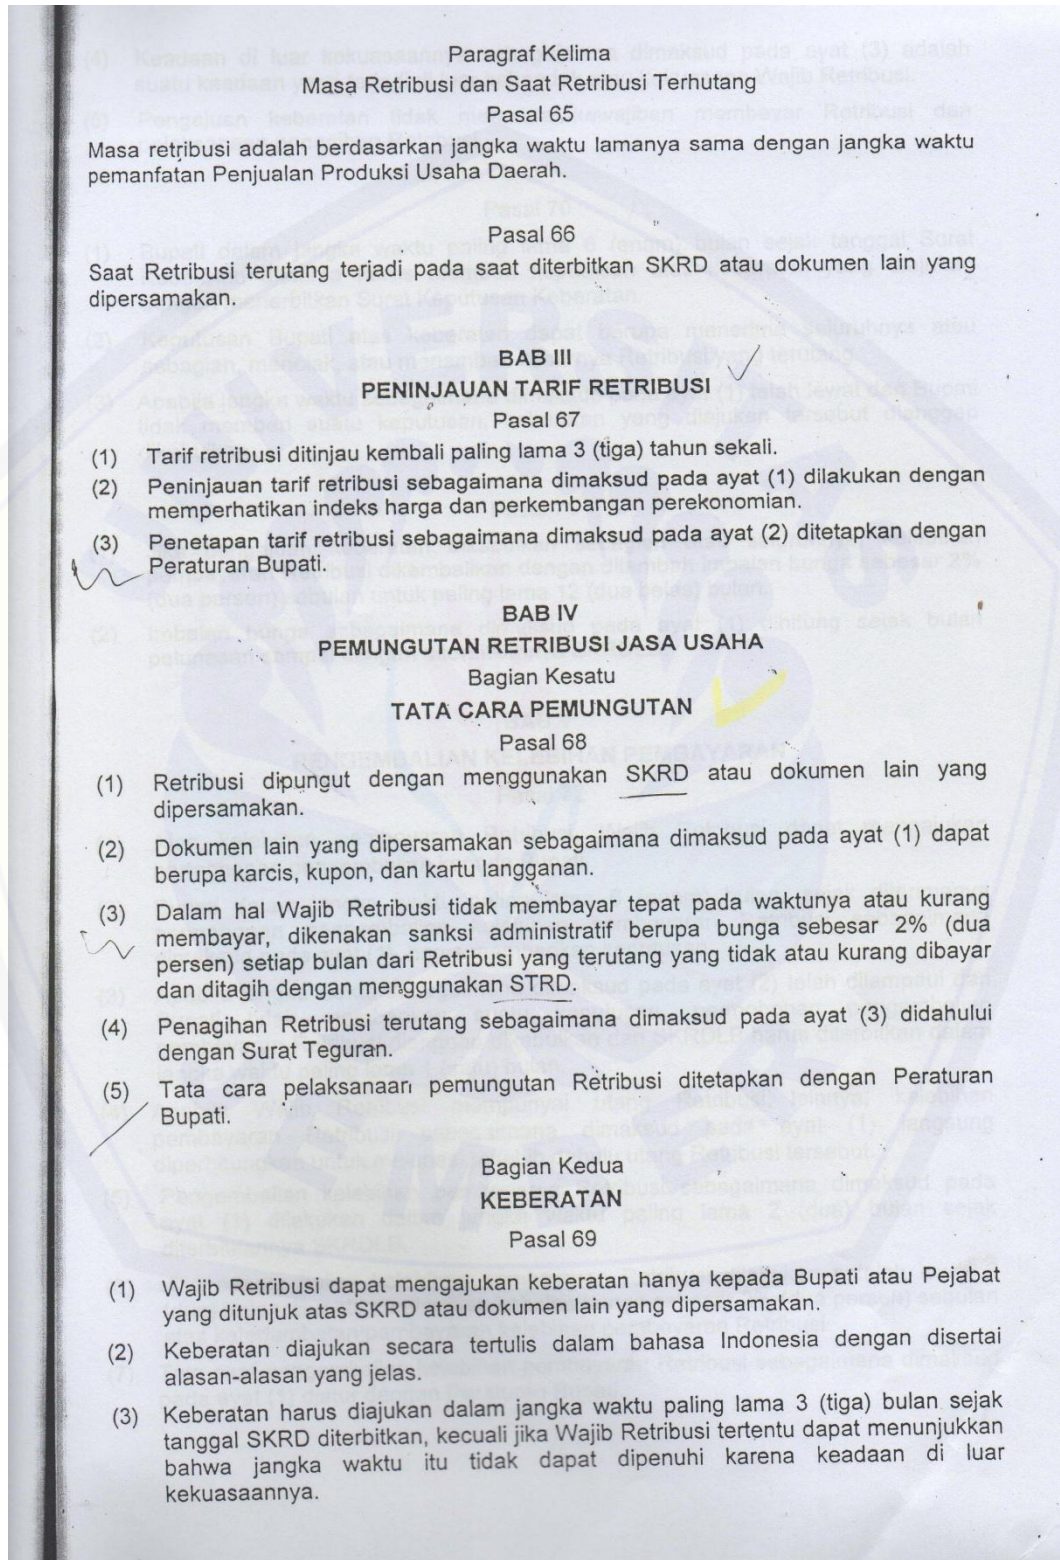 Paragraf Kelima
Masa Retribusi dan Saat Retribusi Terhutang
Pasal 65
Masa retribusi adalah berdasarkan jangka waktu lamanya sama dengan jangka waktu
pemanfatan Penjualan Produksi Usaha Daerah.
Pasal 66
Saat Retribusi terutang terjadi pada saat diterbitkan SKRD atau dokumen lain yang
dipersamakan.
BAB III
PENINJAUAN TARIF RETRIBUSI
Pasal 67
(1) Tarif retribusi ditinjau kembali paling lama 3 (tiga) tahun sekali.
(2) Peninjauan tarif retribusi sebagaimana dimaksud pada ayat (1) dilakukan dengan
memperhatikan indeks harga dan perkembangan perekonomian.
(3) Penetapan tarif retribusi sebagaimana dimaksud pada ayat (2) ditetapkan dengan
Peraturan Bupati.
BAB IV
PEMUNGUTAN RETRIBUSI JASA USAHA
Bagian Kesatu
TATA CARA PEMUNGUTAN
Pasal 68
(1) Retribusi dipungut dengan menggunakan SKRD atau dokumen lain yang
dipersamakan.
(2) Dokumen lain yang dipersamakan sebagaimana dimaksud pada ayat (1) dapat
berupa karcis, kupon, dan kartu langganan.
(3) Dalam hal Wajib Retribusi tidak membayar tepat pada waktunya atau kurang
membayar, dikenakan sanksi administratif berupa bunga sebesar 2% (dua
persen) setiap bulan dari Retribusi yang terutang yang tidak atau kurang dibayar
dan ditagih dengan menggunakan STRD.
(4) Penagihan Retribusi terutang sebagaimana dimaksud pada ayat (3) didahului
dengan Surat Teguran.
(5) Tata cara pelaksanaan pemungutan Retribusi ditetapkan dengan Peraturan
Bupati.
Bagian Kedua
KEBERATAN
Pasal 69
(1) Wajib Retribusi dapat mengajukan keberatan hanya kepada Bupati atau Pejabat
yang ditunjuk atas SKRD atau dokumen lain yang dipersamakan.
(2) Keberatan diajukan secara tertulis dalam bahasa Indonesia dengan disertai
alasan-alasan yang jelas.
(3) Keberatan harus diajukan dalam jangka waktu paling lama 3 (tiga) bulan sejak
tanggal SKRD diterbitkan, kecuali jika Wajib Retribusi tertentu dapat menunjukkan
bahwa jangka waktu itu tidak dapat dipenuhi karena keadaan di luar
kekuasaannya.